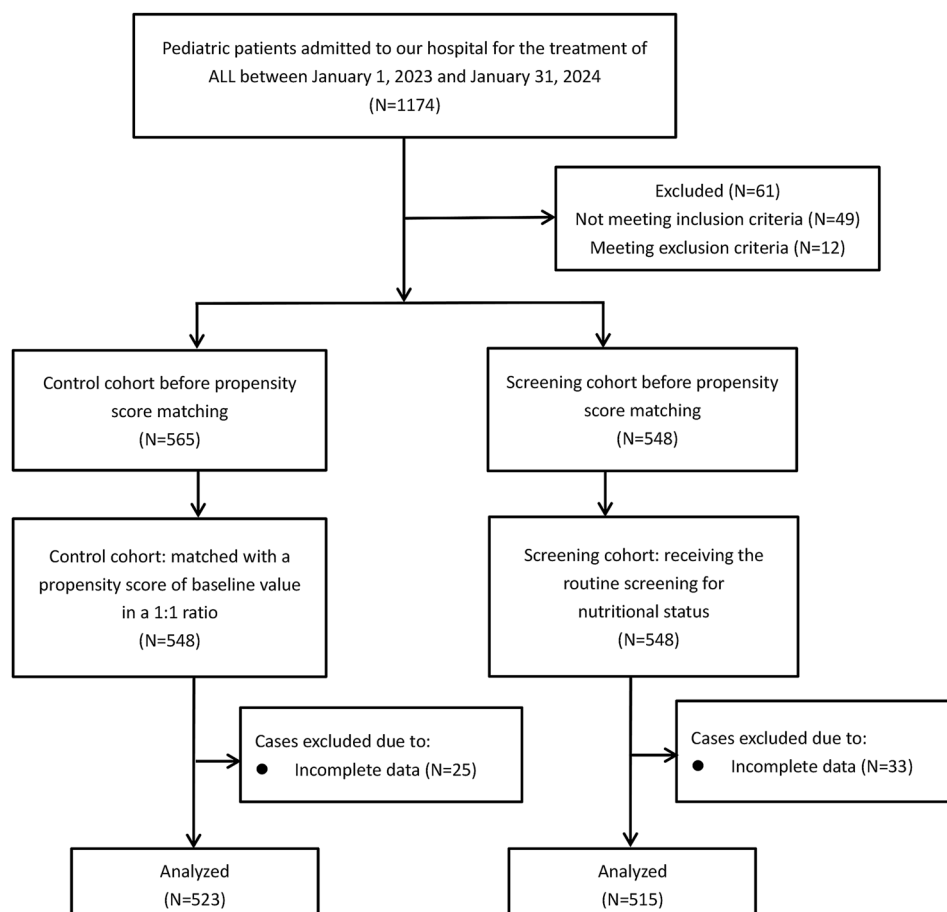 Pediatric patients admitted to our hospital for the treatment of
ALL between January 1, 2023 and January 31, 2024
(N=1174)
Excluded (N=61)
Not meeting inclusion criteria (N=49)
Meeting exclusion criteria (N=12)
Control cohort before propensity
score matching
(N=565)
Screening cohort before propensity
score matching
(N=548)
Control cohort: matched with a
propensity score of baseline value
in a 1:1 ratio
(N=548)
Screening cohort: receiving the
routine screening for
nutritional status
(N=548)
Cases excluded due to:
● Incomplete data (N=25)
Cases excluded due to:
● Incomplete data (N=33)
Analyzed
(N=523)
Analyzed
(N=515)